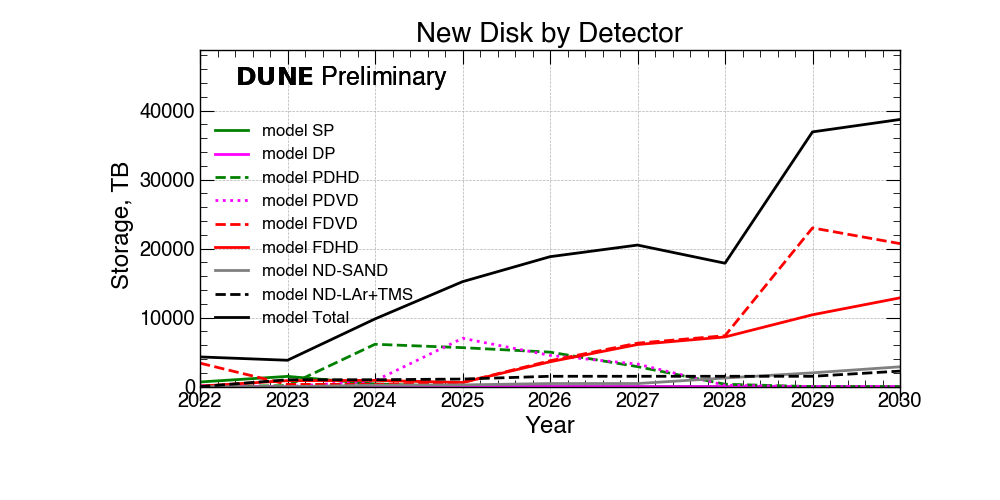 New Disk by Detector
DUNE Preliminary
model SP
model DP
model PDHD
model PDVD
model FDVD
model FDHD
model ND-SAND
model ND-LAr+TMS
model Total
Storage, TB
40000
30000
20000
10000
0
2022 2023 2024 2025 2026 2027 2028 2029 2030
Year